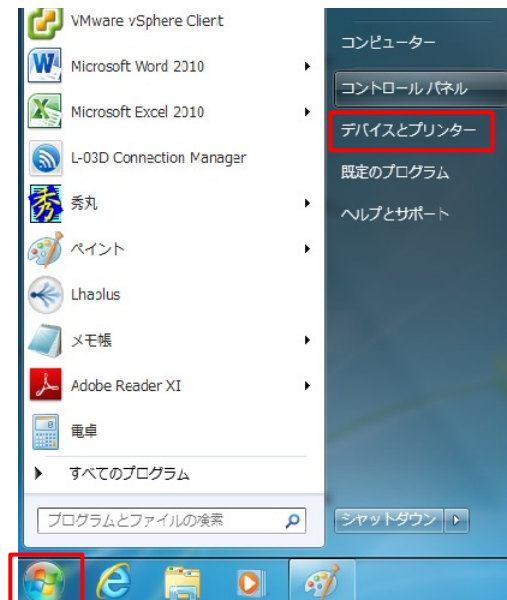 VMware vSphere Client
Microsoft Word 2010
Microsoft Excel 2010
L-03D Connection Manager
秀丸
ペイント
Lhaplus
メモ帳
Adobe Reader XI
電卓
すべてのプログラム
プログラムとファイルの検索
コンピューター
コントロール パネル
デバイスとプリンター
既定のプログラム
ヘルプとサポート
シャットダウン